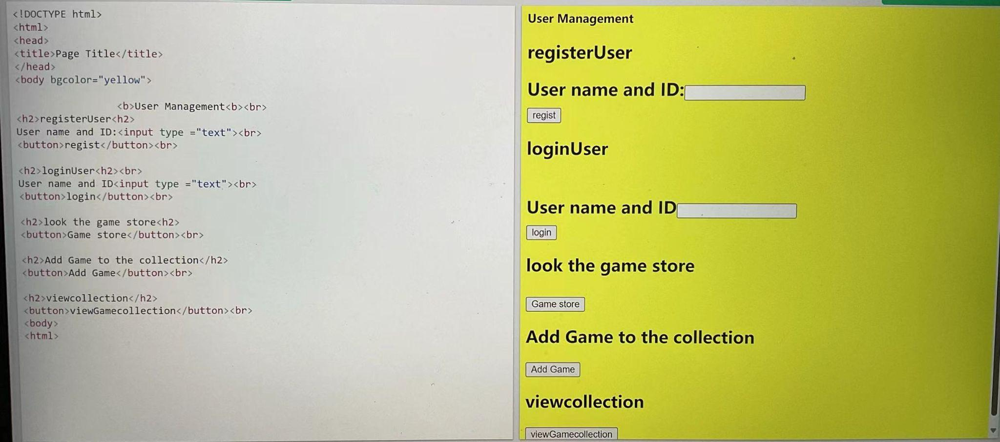 <!DOCTYPE html>
<html>
<head>
<title>Page Title</title>
</head>
<body bgcolor="yellow">
<b>User Management<b><br>
<h2>registerUser<h2>
User name and ID:<input type ="text"><br>
<button>regist</button><br>
<h2>loginUser<h2><br>
User name and ID<input type ="text"><br>
<button>login</button><br>
<h2>look the game store<h2>
<button>Game store</button><br>
<h2>Add Game to the collection</h2>
<button>Add Game</button><br>
<h2>viewcollection</h2>
<button>viewGamecollection</button><br>
<body>
<html>
User Management
registerUser
User name and ID:
regist
loginUser
User name and ID
login
look the game store
Game store
Add Game to the collection
Add Game
viewcollection
viewGamecollection